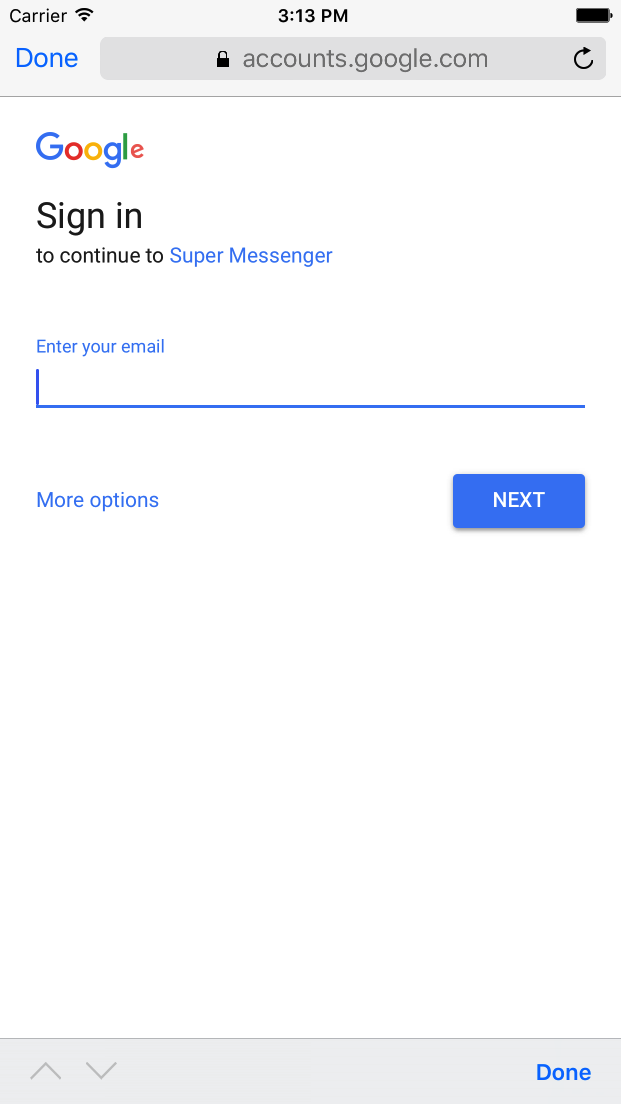 Carrier 3:13 PM
Done accounts.google.com
Google
Sign in
to continue to Super Messenger
Enter your email
More options NEXT
Done